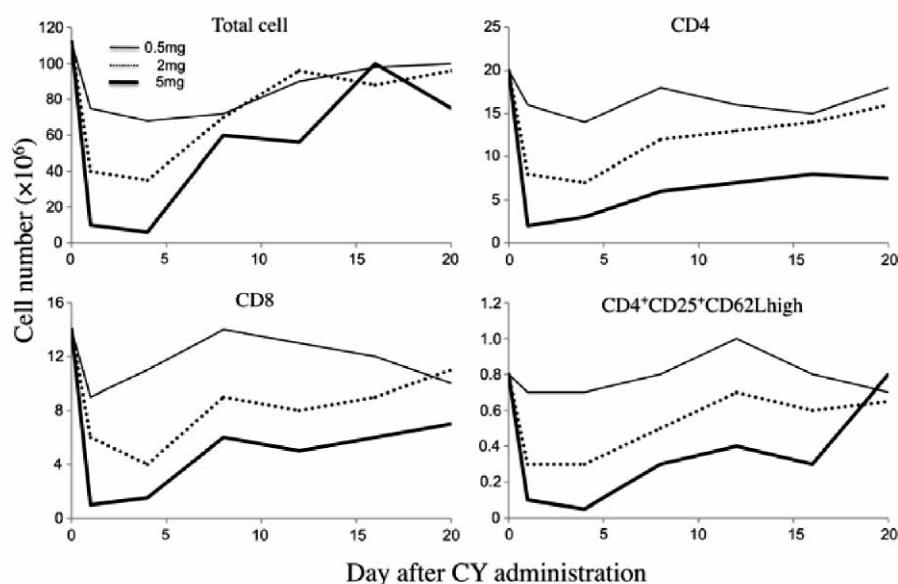 Total cell
120
100
80
60
40
20
0
0.5mg
2mg
5mg
0 5 10 15 20
CD4
25
20
15
10
5
0
0 5 10 15 20
Cell number (×10⁶)
CD8
16
12
8
4
0
0 5 10 15 20
CD4⁺CD25⁺CD62Lhigh
1.2
1.0
0.8
0.6
0.4
0.2
0.0
0 5 10 15 20
Day after CY administration